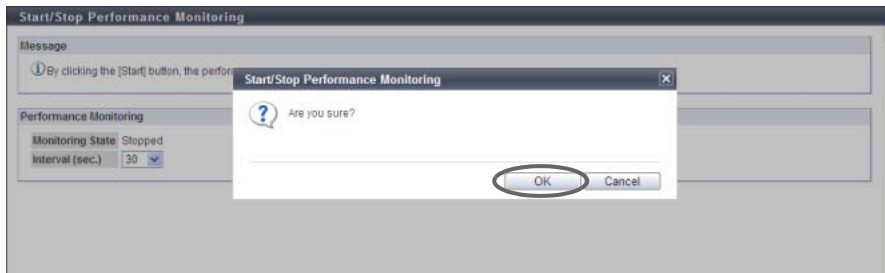 Start/Stop Performance Monitoring
Message
By clicking the [Start] button, the perfor
Start/Stop Performance Monitoring
Are you sure?
Performance Monitoring
Monitoring State Stopped
Interval (sec.) 30
OK Cancel